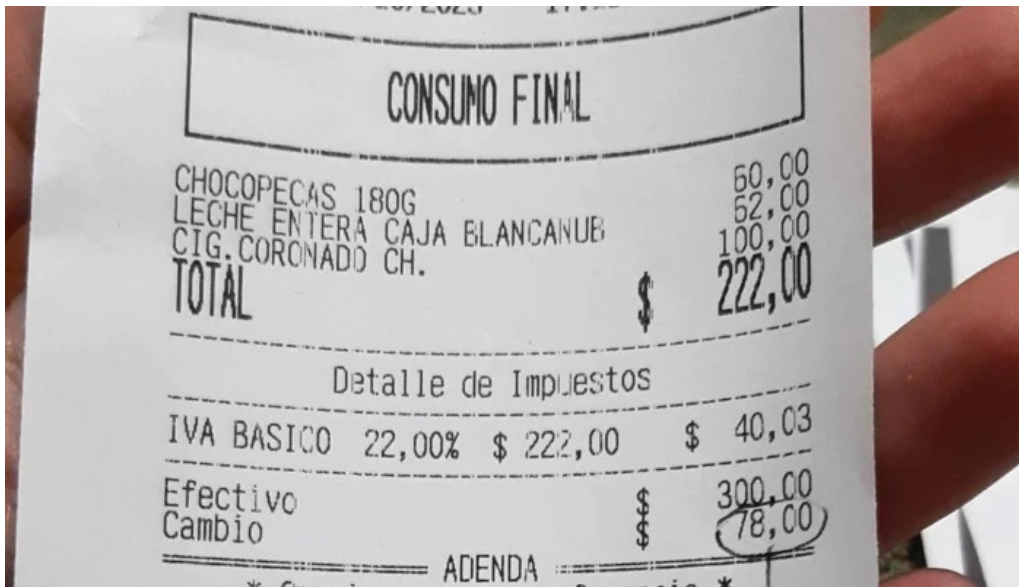 CONSUMO FINAL
CHOCOPECAS 180G 60,00
LECHE ENTERA CAJA BLANCANUB 62,00
CIG.CORONADO CH. 100,00
TOTAL $ 222,00
Detalle de Impuestos
IVA BASICO 22,00% $ 222,00 $ 40,03
Efectivo $ 300,00
Cambio $ 78,00
ADENDA